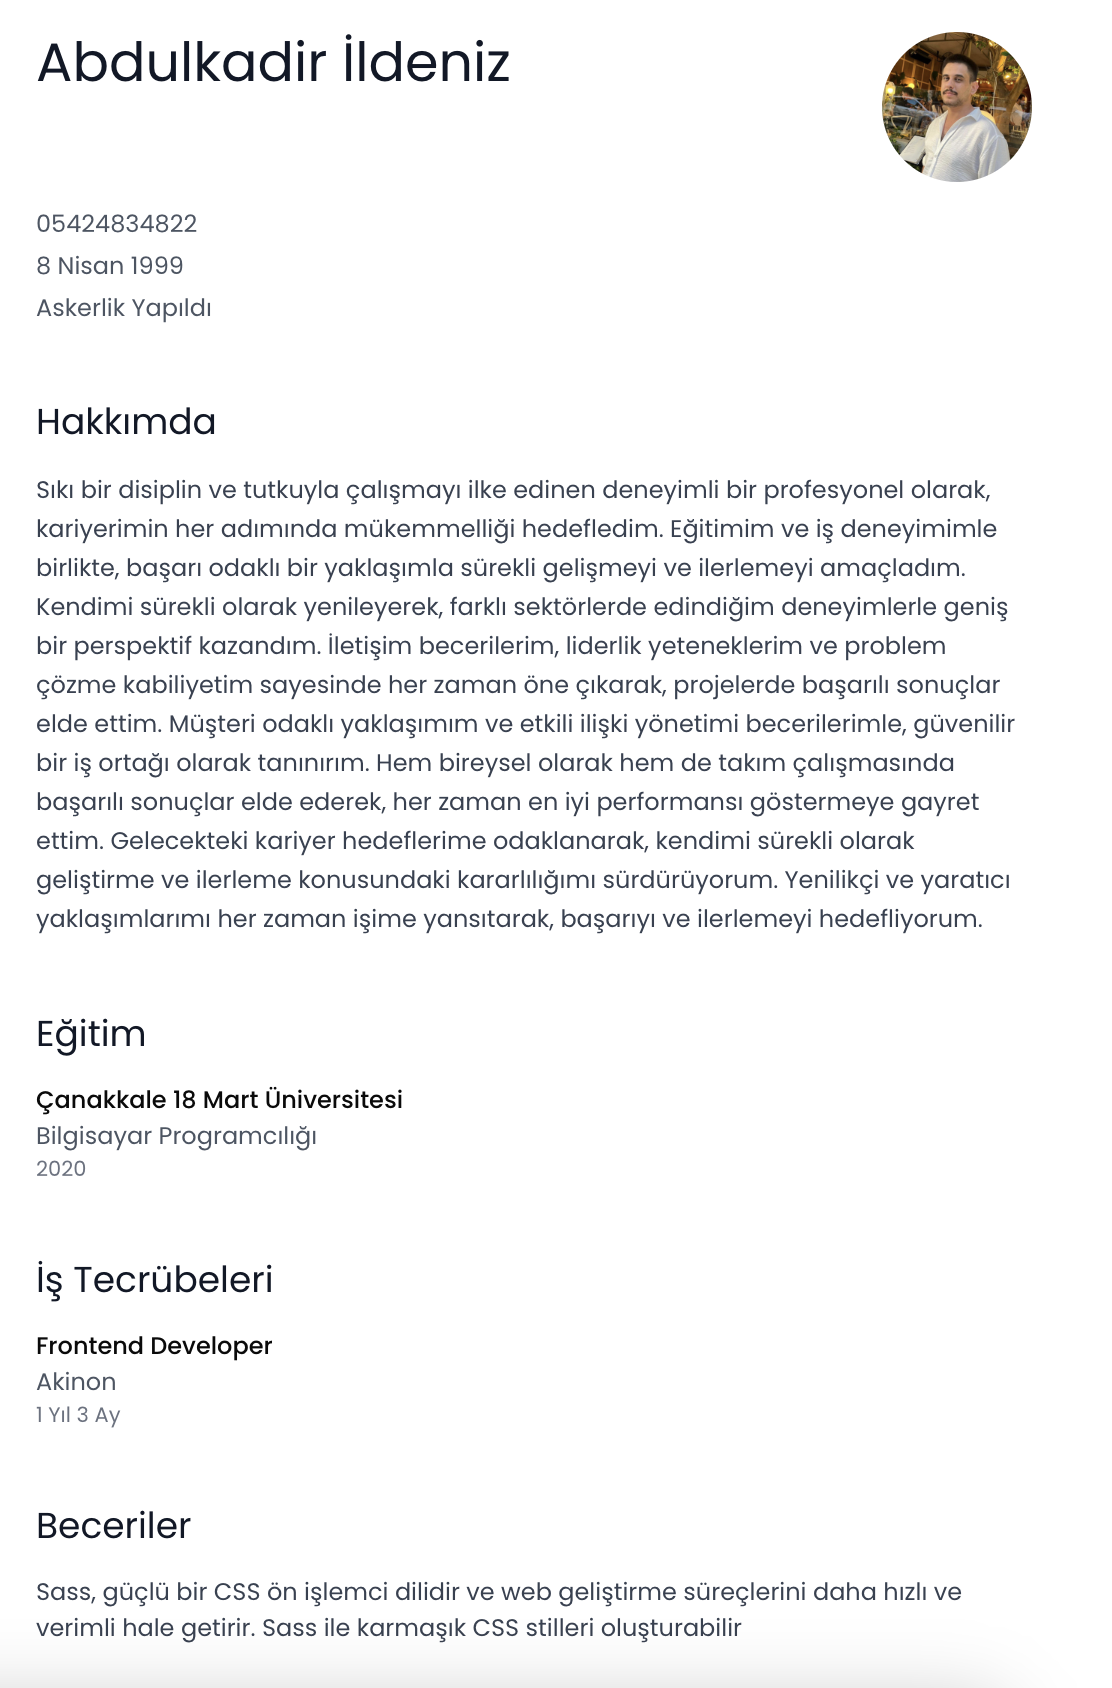 Abdulkadir İldeniz
05424834822
8 Nisan 1999
Askerlik Yapıldı
Hakkımda
Sıkı bir disiplin ve tutkuyla çalışmayı ilke edinen deneyimli bir profesyonel olarak,
kariyerimin her adımında mükemmelliği hedefledim. Eğitimim ve iş deneyimimle
birlikte, başarı odaklı bir yaklaşımla sürekli gelişmeyi ve ilerlemeyi amaçladım.
Kendimi sürekli olarak yenileyerek, farklı sektörlerde edindiğim deneyimlerle geniş
bir perspektif kazandım. İletişim becerilerim, liderlik yeteneklerim ve problem
çözme kabiliyetim sayesinde her zaman öne çıkarak, projelerde başarılı sonuçlar
elde ettim. Müşteri odaklı yaklaşımım ve etkili ilişki yönetimi becerilerimle, güvenilir
bir iş ortağı olarak tanınırım. Hem bireysel olarak hem de takım çalışmasında
başarılı sonuçlar elde ederek, her zaman en iyi performansı göstermeye gayret
ettim. Gelecekteki kariyer hedeflerime odaklanarak, kendimi sürekli olarak
geliştirme ve ilerleme konusundaki kararlılığımı sürdürüyorum. Yenilikçi ve yaratıcı
yaklaşımlarımı her zaman işime yansıtarak, başarıyı ve ilerlemeyi hedefliyorum.
Eğitim
Çanakkale 18 Mart Üniversitesi
Bilgisayar Programcılığı
2020
İş Tecrübeleri
Frontend Developer
Akinon
1 Yıl 3 Ay
Beceriler
Sass, güçlü bir CSS ön işlemci dilidir ve web geliştirme süreçlerini daha hızlı ve
verimli hale getirir. Sass ile karmaşık CSS stilleri oluşturabilir